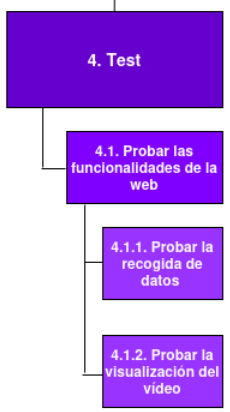 4. Test
4.1. Probar las
funcionalidades de la
web
4.1.1. Probar la
recogida de
datos
4.1.2. Probar la
visualización del
vídeo